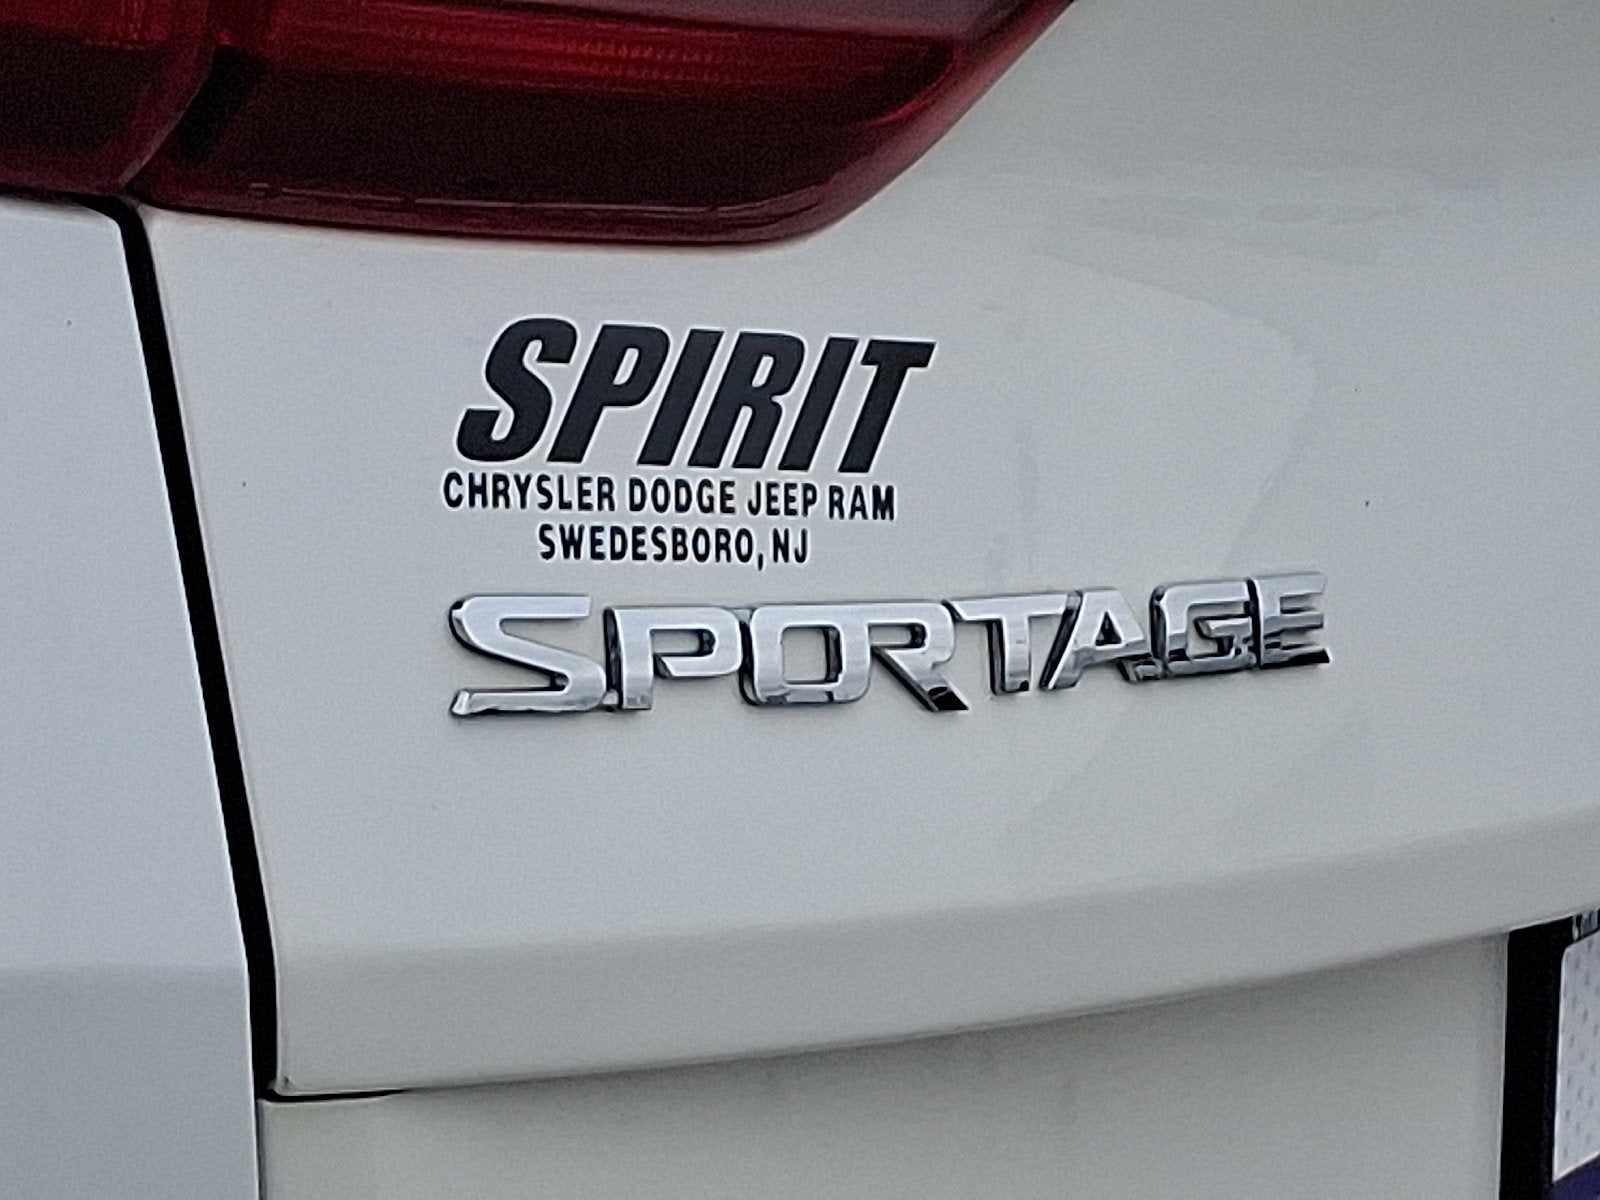 SPIRIT
CHRYSLER DODGE JEEP RAM
SWEDESBORO, NJ
SPORTAGE